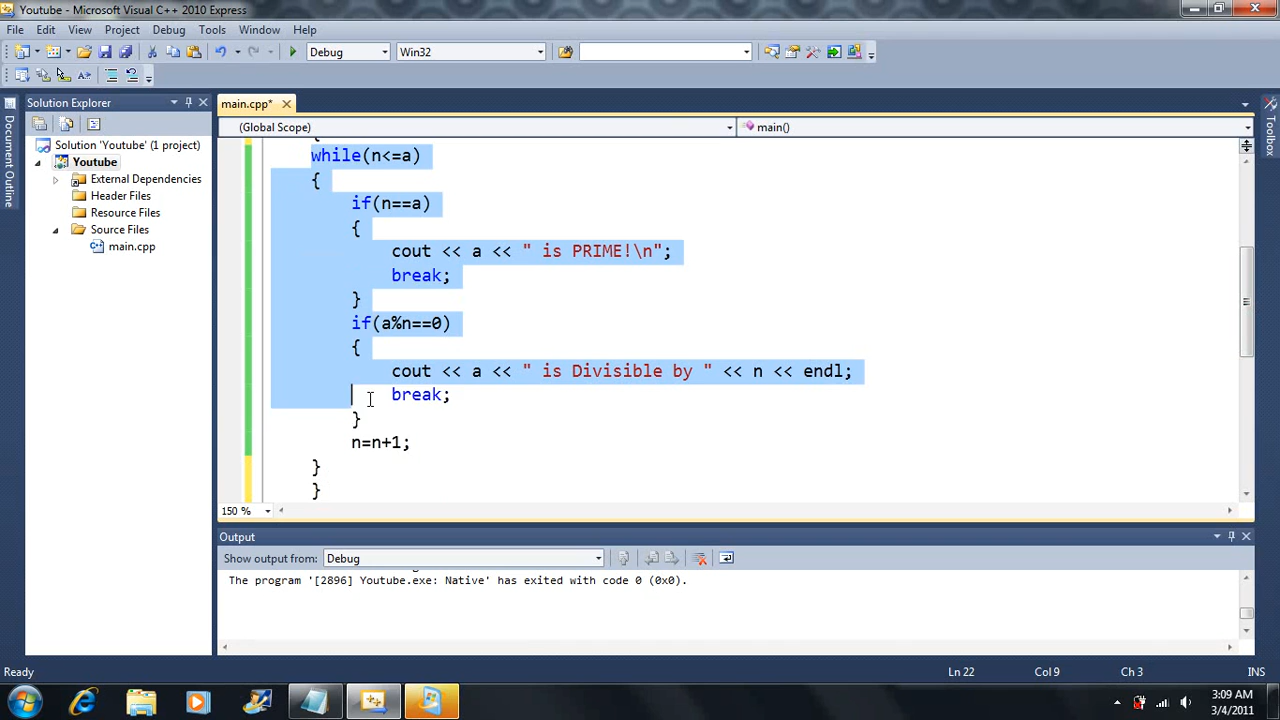 Youtube - Microsoft Visual C++ 2010 Express
File Edit View Project Debug Tools Window Help
Debug Win32
Solution Explorer
main.cpp*
(Global Scope) main()
Document Outline
Toolbox
Solution 'Youtube' (1 project)
Youtube
External Dependencies
Header Files
Resource Files
Source Files
main.cpp
{
while(n<=a)
{
if(n==a)
{
cout << a << " is PRIME!\n";
break;
}
if(a%n==0)
{
cout << a << " is Divisible by " << n << endl;
break;
}
n=n+1;
}
}
150 %
Output
Show output from: Debug
The program '[2896] Youtube.exe: Native' has exited with code 0 (0x0).
Ready Ln 22 Col 9 Ch 3 INS
3:09 AM
3/4/2011